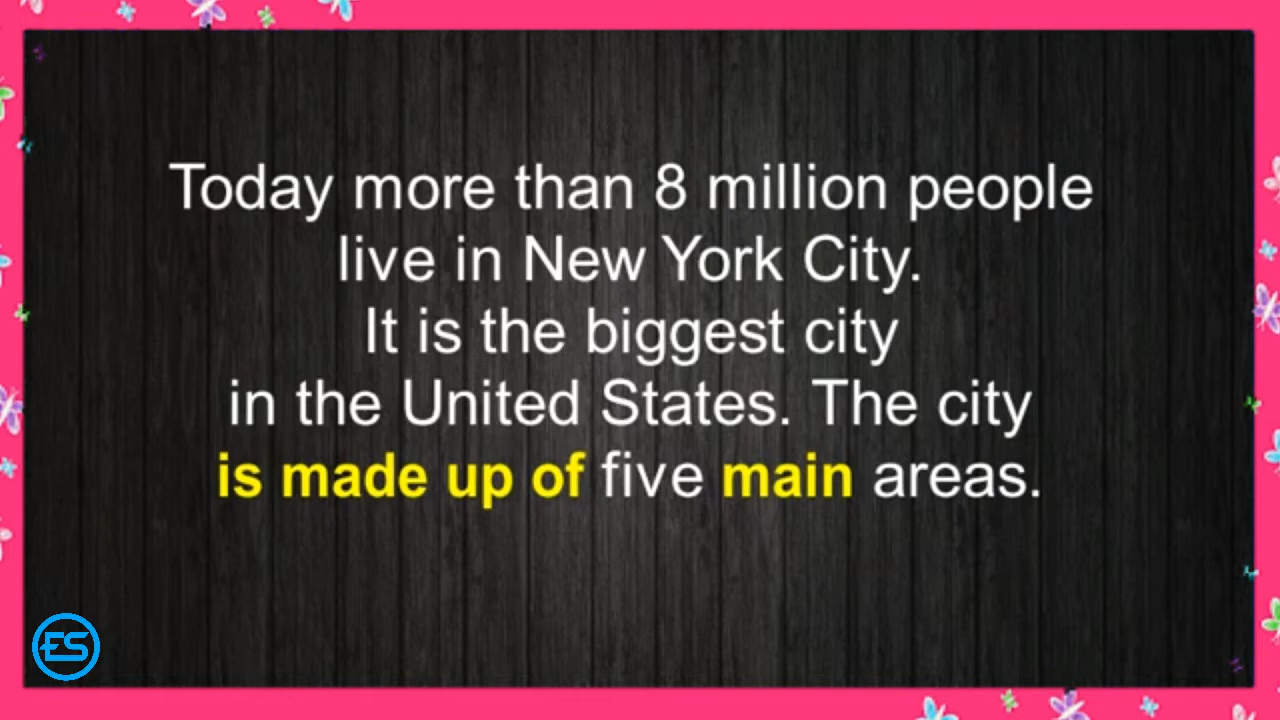 Today more than 8 million people
live in New York City.
It is the biggest city
in the United States. The city
is made up of five main areas.
ES